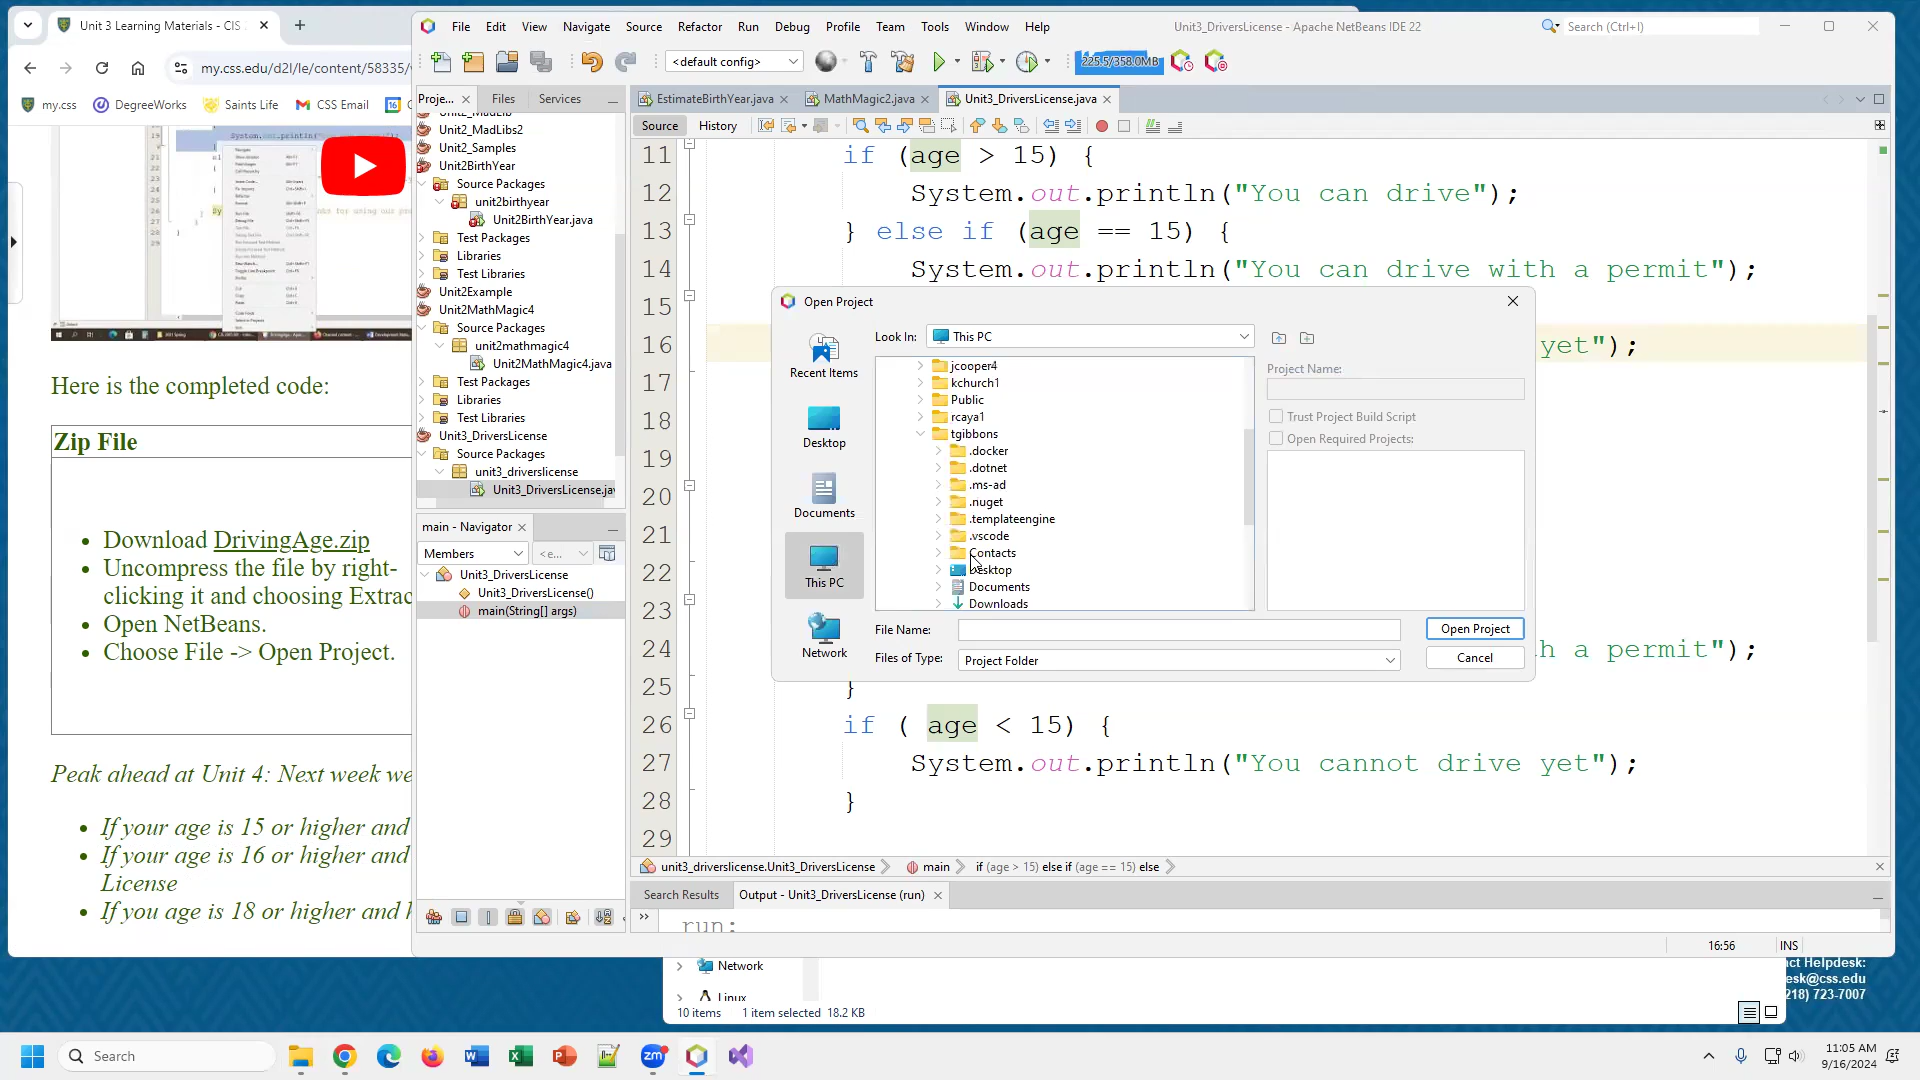 Unit 3 Learning Materials - CIS
my.css.edu/d2l/le/content/58335/
my.css
DegreeWorks
Saints Life
CSS Email
Here is the completed code:
Zip File
Download DrivingAge.zip
Uncompress the file by right-
clicking it and choosing Extrac
Open NetBeans.
Choose File -> Open Project.
Peak ahead at Unit 4: Next week we
If your age is 15 or higher and
If your age is 16 or higher and
License
If you age is 18 or higher and h
File Edit View Navigate Source Refactor Run Debug Profile Team Tools Window Help
Unit3_DriversLicense - Apache NetBeans IDE 22
Search (Ctrl+I)
<default config>
225.5/358.0MB
Proje... Files Services
Unit2_MadLib
Unit2_MadLibs2
Unit2_Samples
Unit2BirthYear
Source Packages
unit2birthyear
Unit2BirthYear.java
Test Packages
Libraries
Test Libraries
Unit2Example
Unit2MathMagic4
Source Packages
unit2mathmagic4
Unit2MathMagic4.java
Test Packages
Libraries
Test Libraries
Unit3_DriversLicense
Source Packages
unit3_driverslicense
Unit3_DriversLicense.jav
main - Navigator
Members
<e...
Unit3_DriversLicense
Unit3_DriversLicense()
main(String[] args)
EstimateBirthYear.java
MathMagic2.java
Unit3_DriversLicense.java
Source History
11 if (age > 15) {
12 System.out.println("You can drive");
13 } else if (age == 15) {
14 System.out.println("You can drive with a permit");
15
16 yet");
17
18
19
20
21
22
23
24 h a permit");
25 }
26 if ( age < 15) {
27 System.out.println("You cannot drive yet");
28 }
29
Open Project
Look In: This PC
Recent Items
Desktop
Documents
This PC
Network
jcooper4
kchurch1
Public
rcaya1
tgibbons
.docker
.dotnet
.ms-ad
.nuget
.templateengine
.vscode
Contacts
Desktop
Documents
Downloads
Project Name:
Trust Project Build Script
Open Required Projects:
File Name:
Open Project
Files of Type: Project Folder
Cancel
unit3_driverslicense.Unit3_DriversLicense
main
if (age > 15) else if (age == 15) else
Search Results
Output - Unit3_DriversLicense (run)
run:
16:56
INS
Network
Linux
10 items 1 item selected 18.2 KB
act Helpdesk:
esk@css.edu
218) 723-7007
Search
11:05 AM
9/16/2024